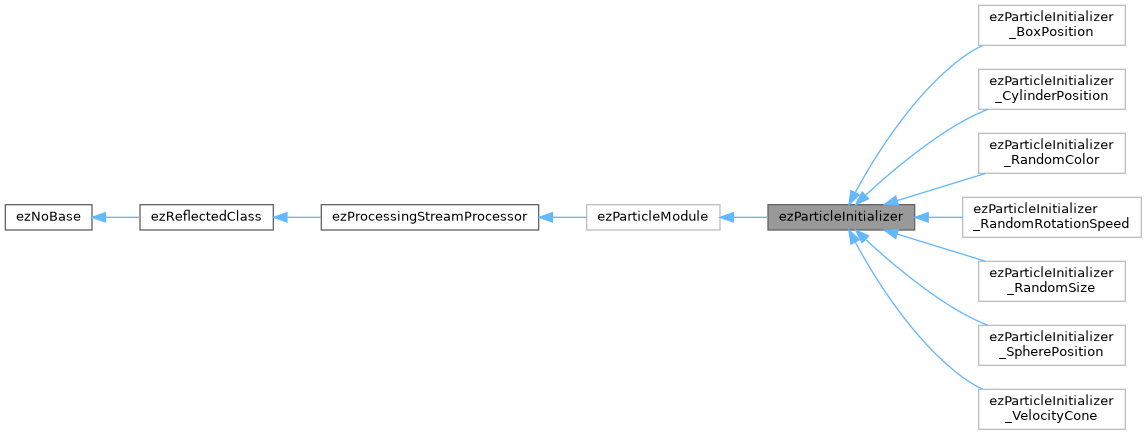 ezNoBase
ezReflectedClass
ezProcessingStreamProcessor
ezParticleModule
ezParticleInitializer
ezParticleInitializer
_BoxPosition
ezParticleInitializer
_CylinderPosition
ezParticleInitializer
_RandomColor
ezParticleInitializer
_RandomRotationSpeed
ezParticleInitializer
_RandomSize
ezParticleInitializer
_SpherePosition
ezParticleInitializer
_VelocityCone